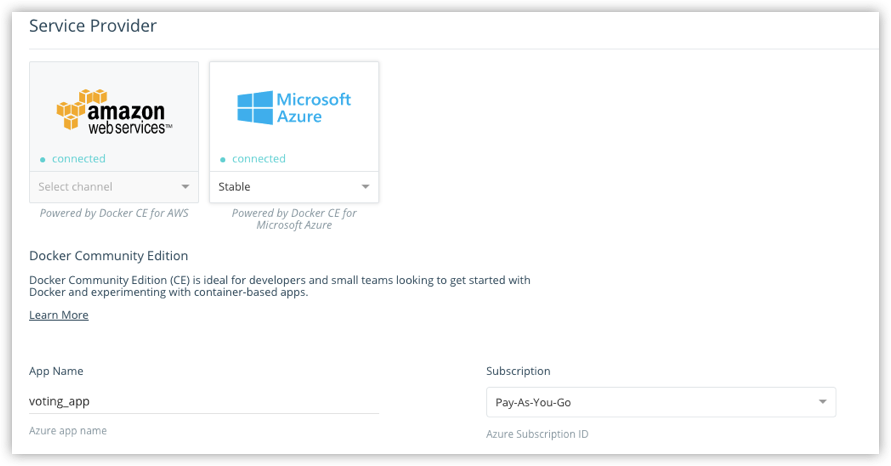 Service Provider
amazon
web services™
Microsoft
Azure
connected
connected
Select channel
Stable
Powered by Docker CE for AWS
Powered by Docker CE for
Microsoft Azure
Docker Community Edition
Docker Community Edition (CE) is ideal for developers and small teams looking to get started with
Docker and experimenting with container-based apps.
Learn More
App Name
Subscription
voting_app
Pay-As-You-Go
Azure app name
Azure Subscription ID